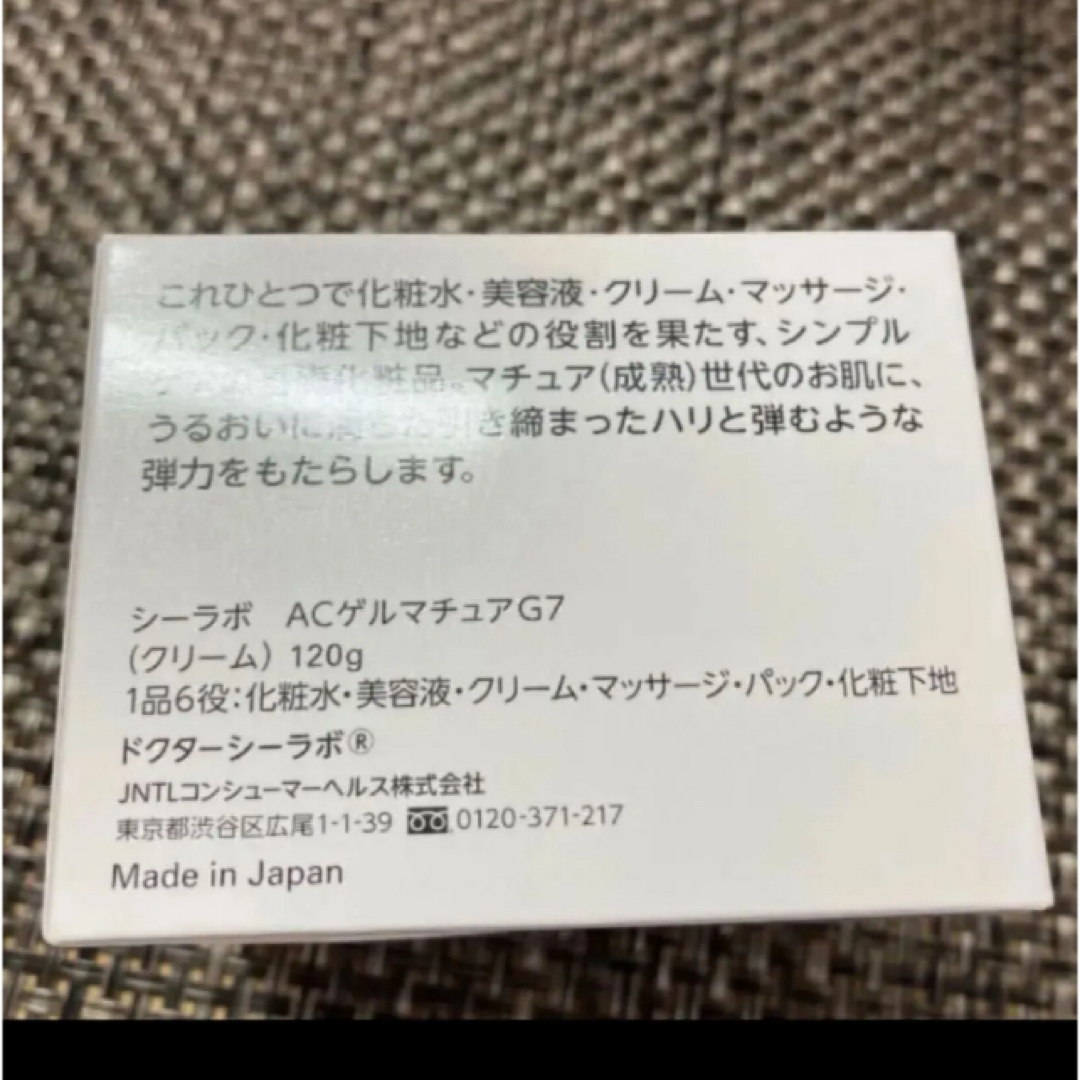 これひとつで化粧水・美容液・クリーム・マッサージ・
パック・化粧下地などの役割を果たす、シンプル
化粧品。マチュア(成熟)世代のお肌に、
うるおいに満ちた引き締まったハリと弾むような
弾力をもたらします。
シーラボ ACゲルマチュアG7
(クリーム) 120g
1品6役:化粧水・美容液・クリーム・マッサージ・パック・化粧下地
ドクターシーラボ®
JNTLコンシューマーヘルス株式会社
東京都渋谷区広尾1-1-39 0120-371-217
Made in Japan